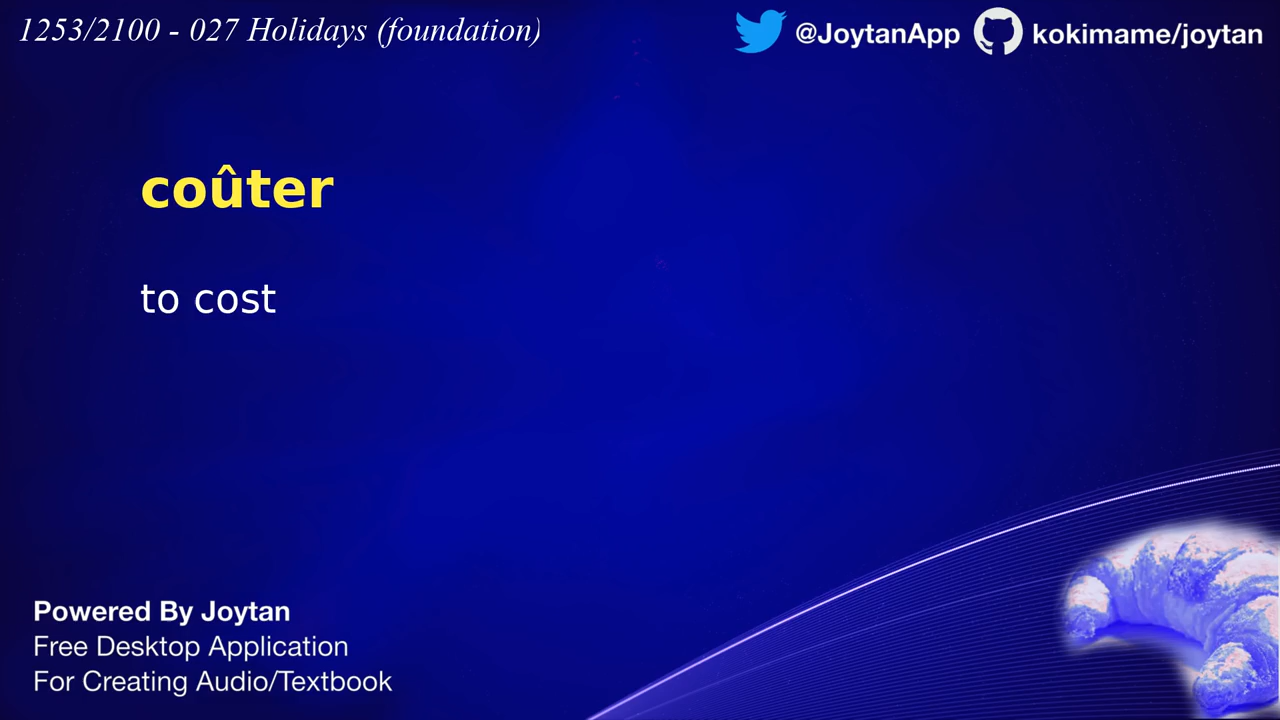 1253/2100 - 027 Holidays (foundation)
@JoytanApp kokimame/joytan
coûter
to cost
Powered By Joytan
Free Desktop Application
For Creating Audio/Textbook